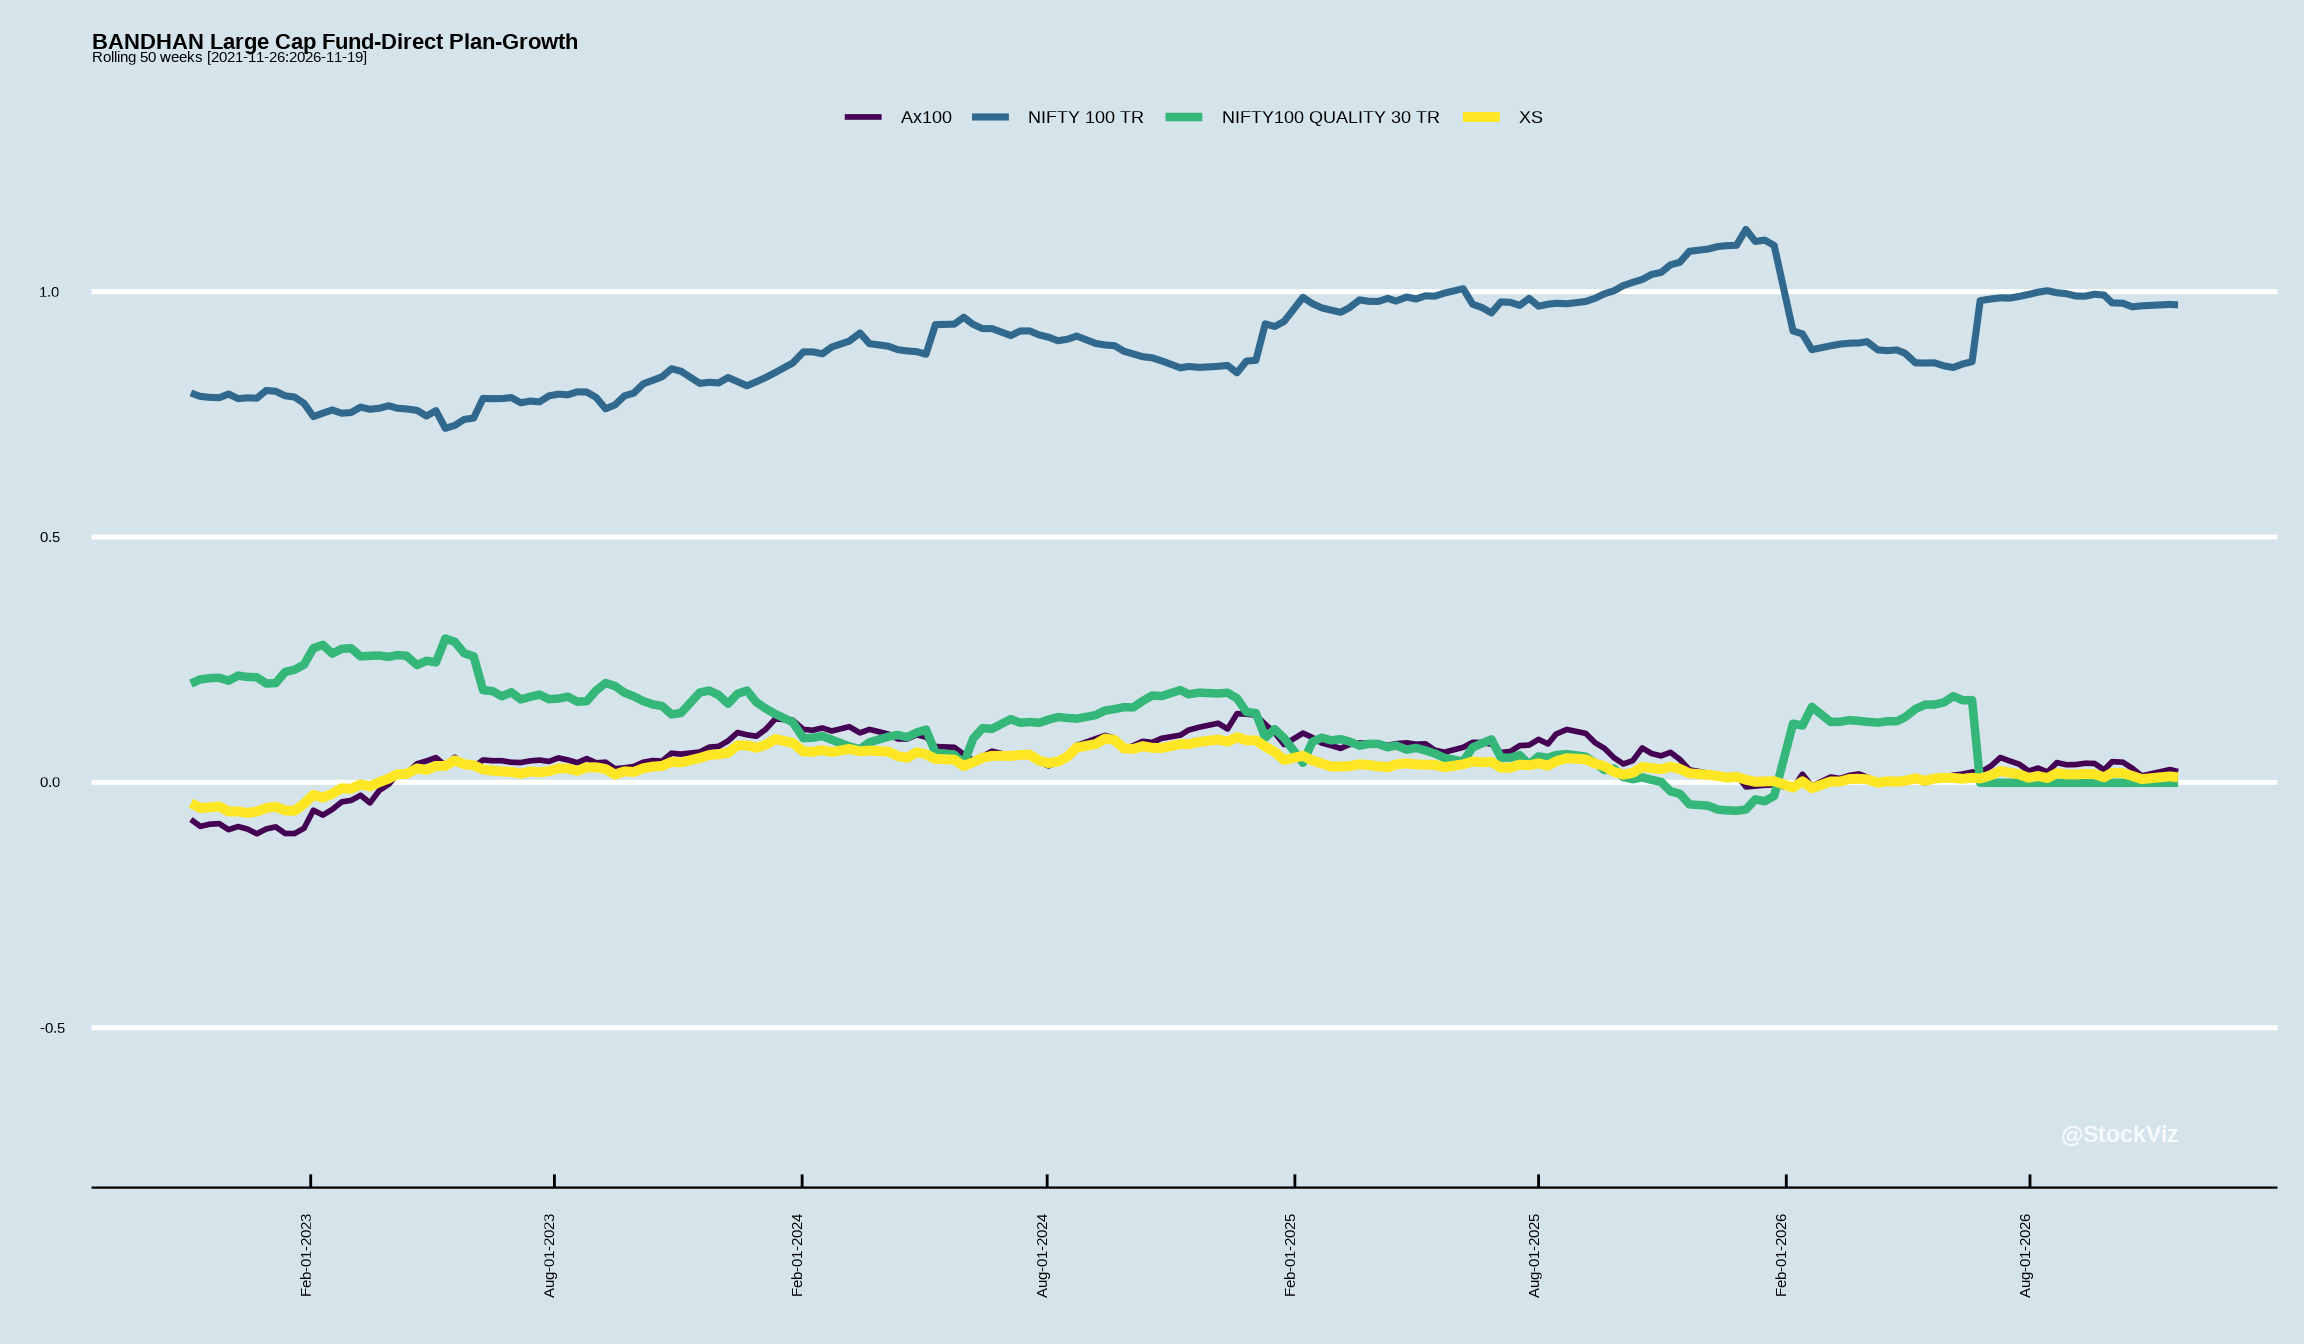 BANDHAN Large Cap Fund-Direct Plan-Growth
Rolling 50 weeks [2021-11-26:2026-11-19]
Ax100 NIFTY 100 TR NIFTY100 QUALITY 30 TR XS
1.0
0.5
0.0
-0.5
@StockViz
Feb-01-2023 Aug-01-2023 Feb-01-2024 Aug-01-2024 Feb-01-2025 Aug-01-2025 Feb-01-2026 Aug-01-2026